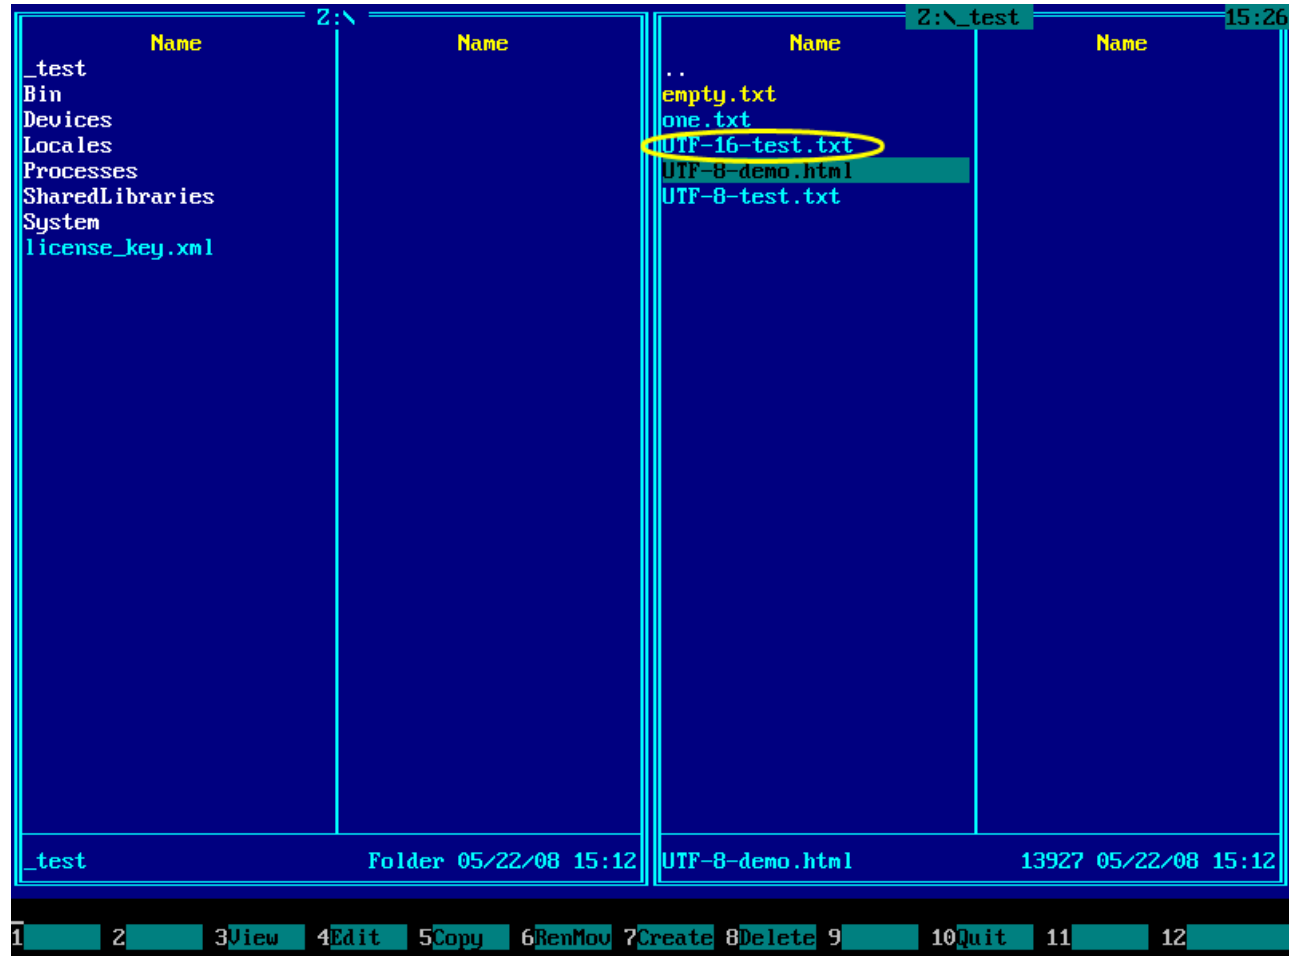 Z:\
Name Name
_test
Bin
Devices
Locales
Processes
SharedLibraries
System
license_key.xml
_test Folder 05/22/08 15:12
Z:\_test 15:26
Name Name
..
empty.txt
one.txt
UTF-16-test.txt
UTF-8-demo.html
UTF-8-test.txt
UTF-8-demo.html 13927 05/22/08 15:12
1 2 3View 4Edit 5Copy 6RenMov 7Create 8Delete 9 10Quit 11 12